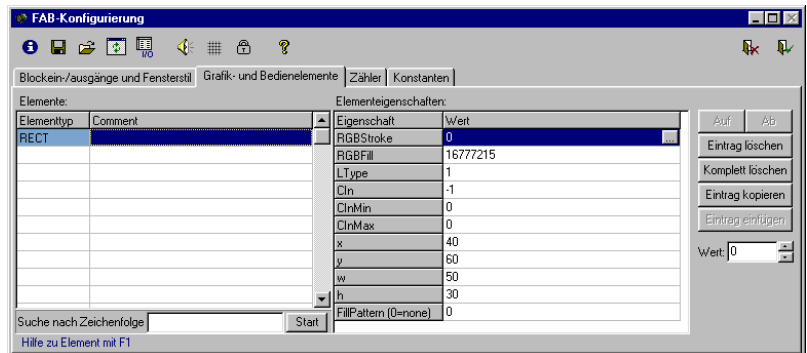 FAB-Konfigurierung
I/O
Blockein-/ausgänge und Fensterstil Grafik- und Bedienelemente Zähler Konstanten
Elemente:
Elementtyp Comment
RECT
Suche nach Zeichenfolge Start
Elementeigenschaften:
Eigenschaft Wert
RGBStroke 0 ...
RGBFill 16777215
LType 1
CIn -1
CInMin 0
CInMax 0
x 40
y 60
w 50
h 30
FillPattern (0=none) 0
Auf Ab
Eintrag löschen
Komplett löschen
Eintrag kopieren
Eintrag einfügen
Wert: 0
Hilfe zu Element mit F1